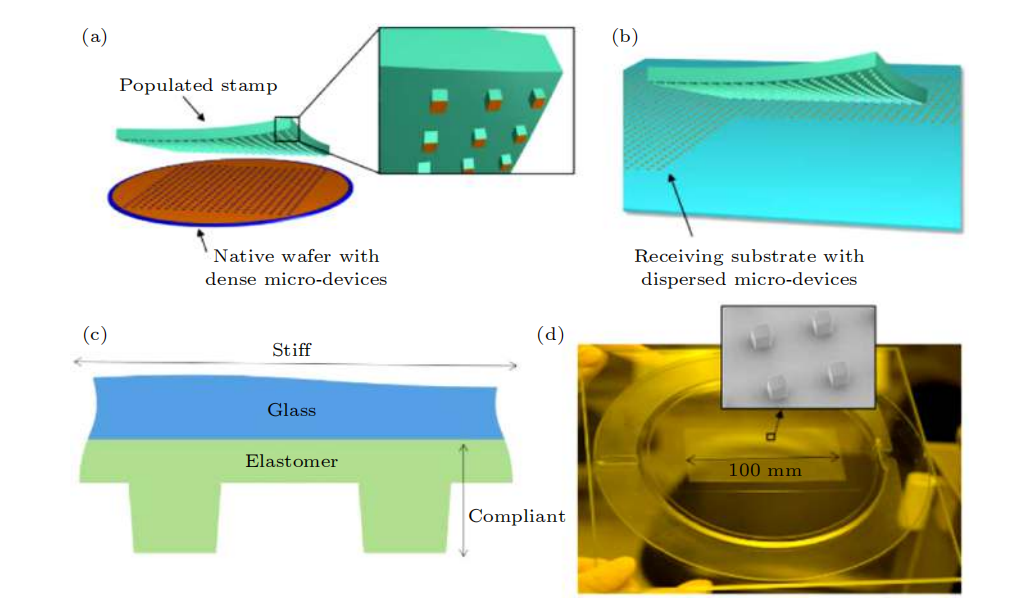 (a)
Populated stamp
Native wafer with
dense micro-devices
(b)
Receiving substrate with
dispersed micro-devices
(c)
Stiff
Glass
Elastomer
Compliant
(d)
100 mm